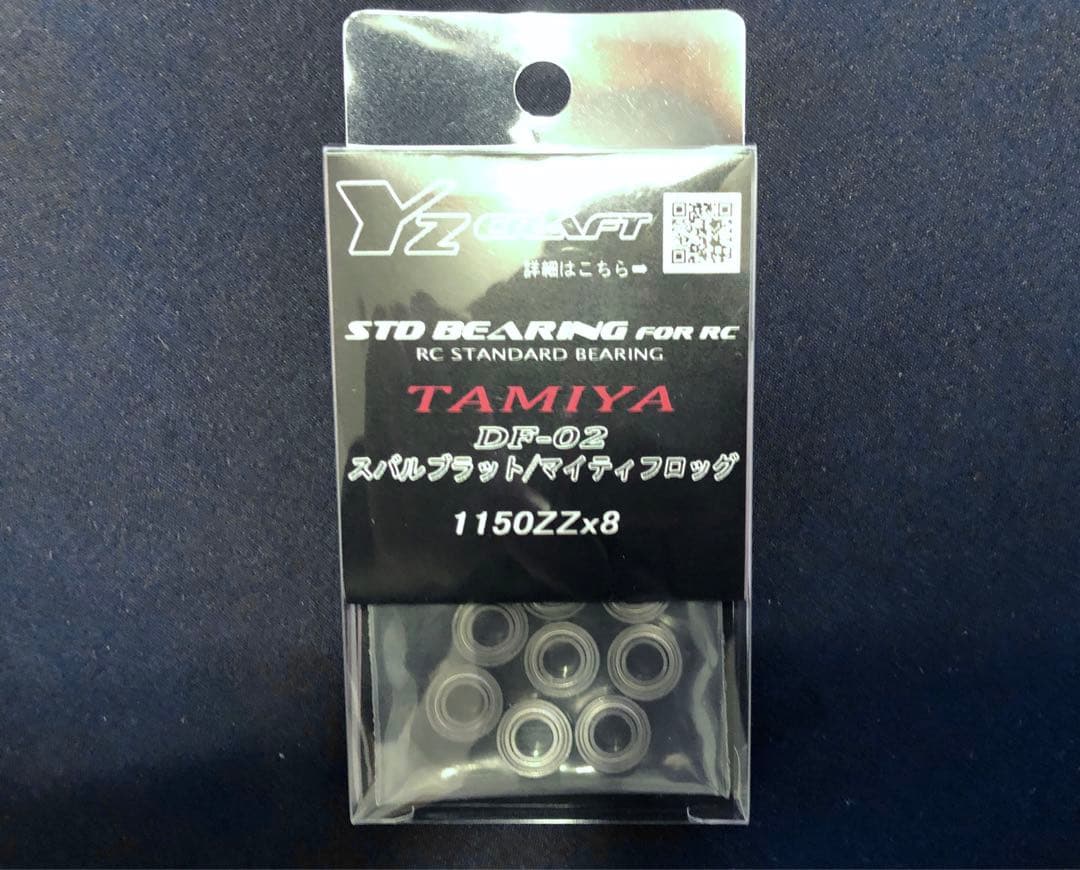 Yz CRAFT
詳細はこちら➡
STD BEARING FOR RC
RC STANDARD BEARING
TAMIYA
DF-02
スバルブラット/マイティフロッグ
1150ZZx8